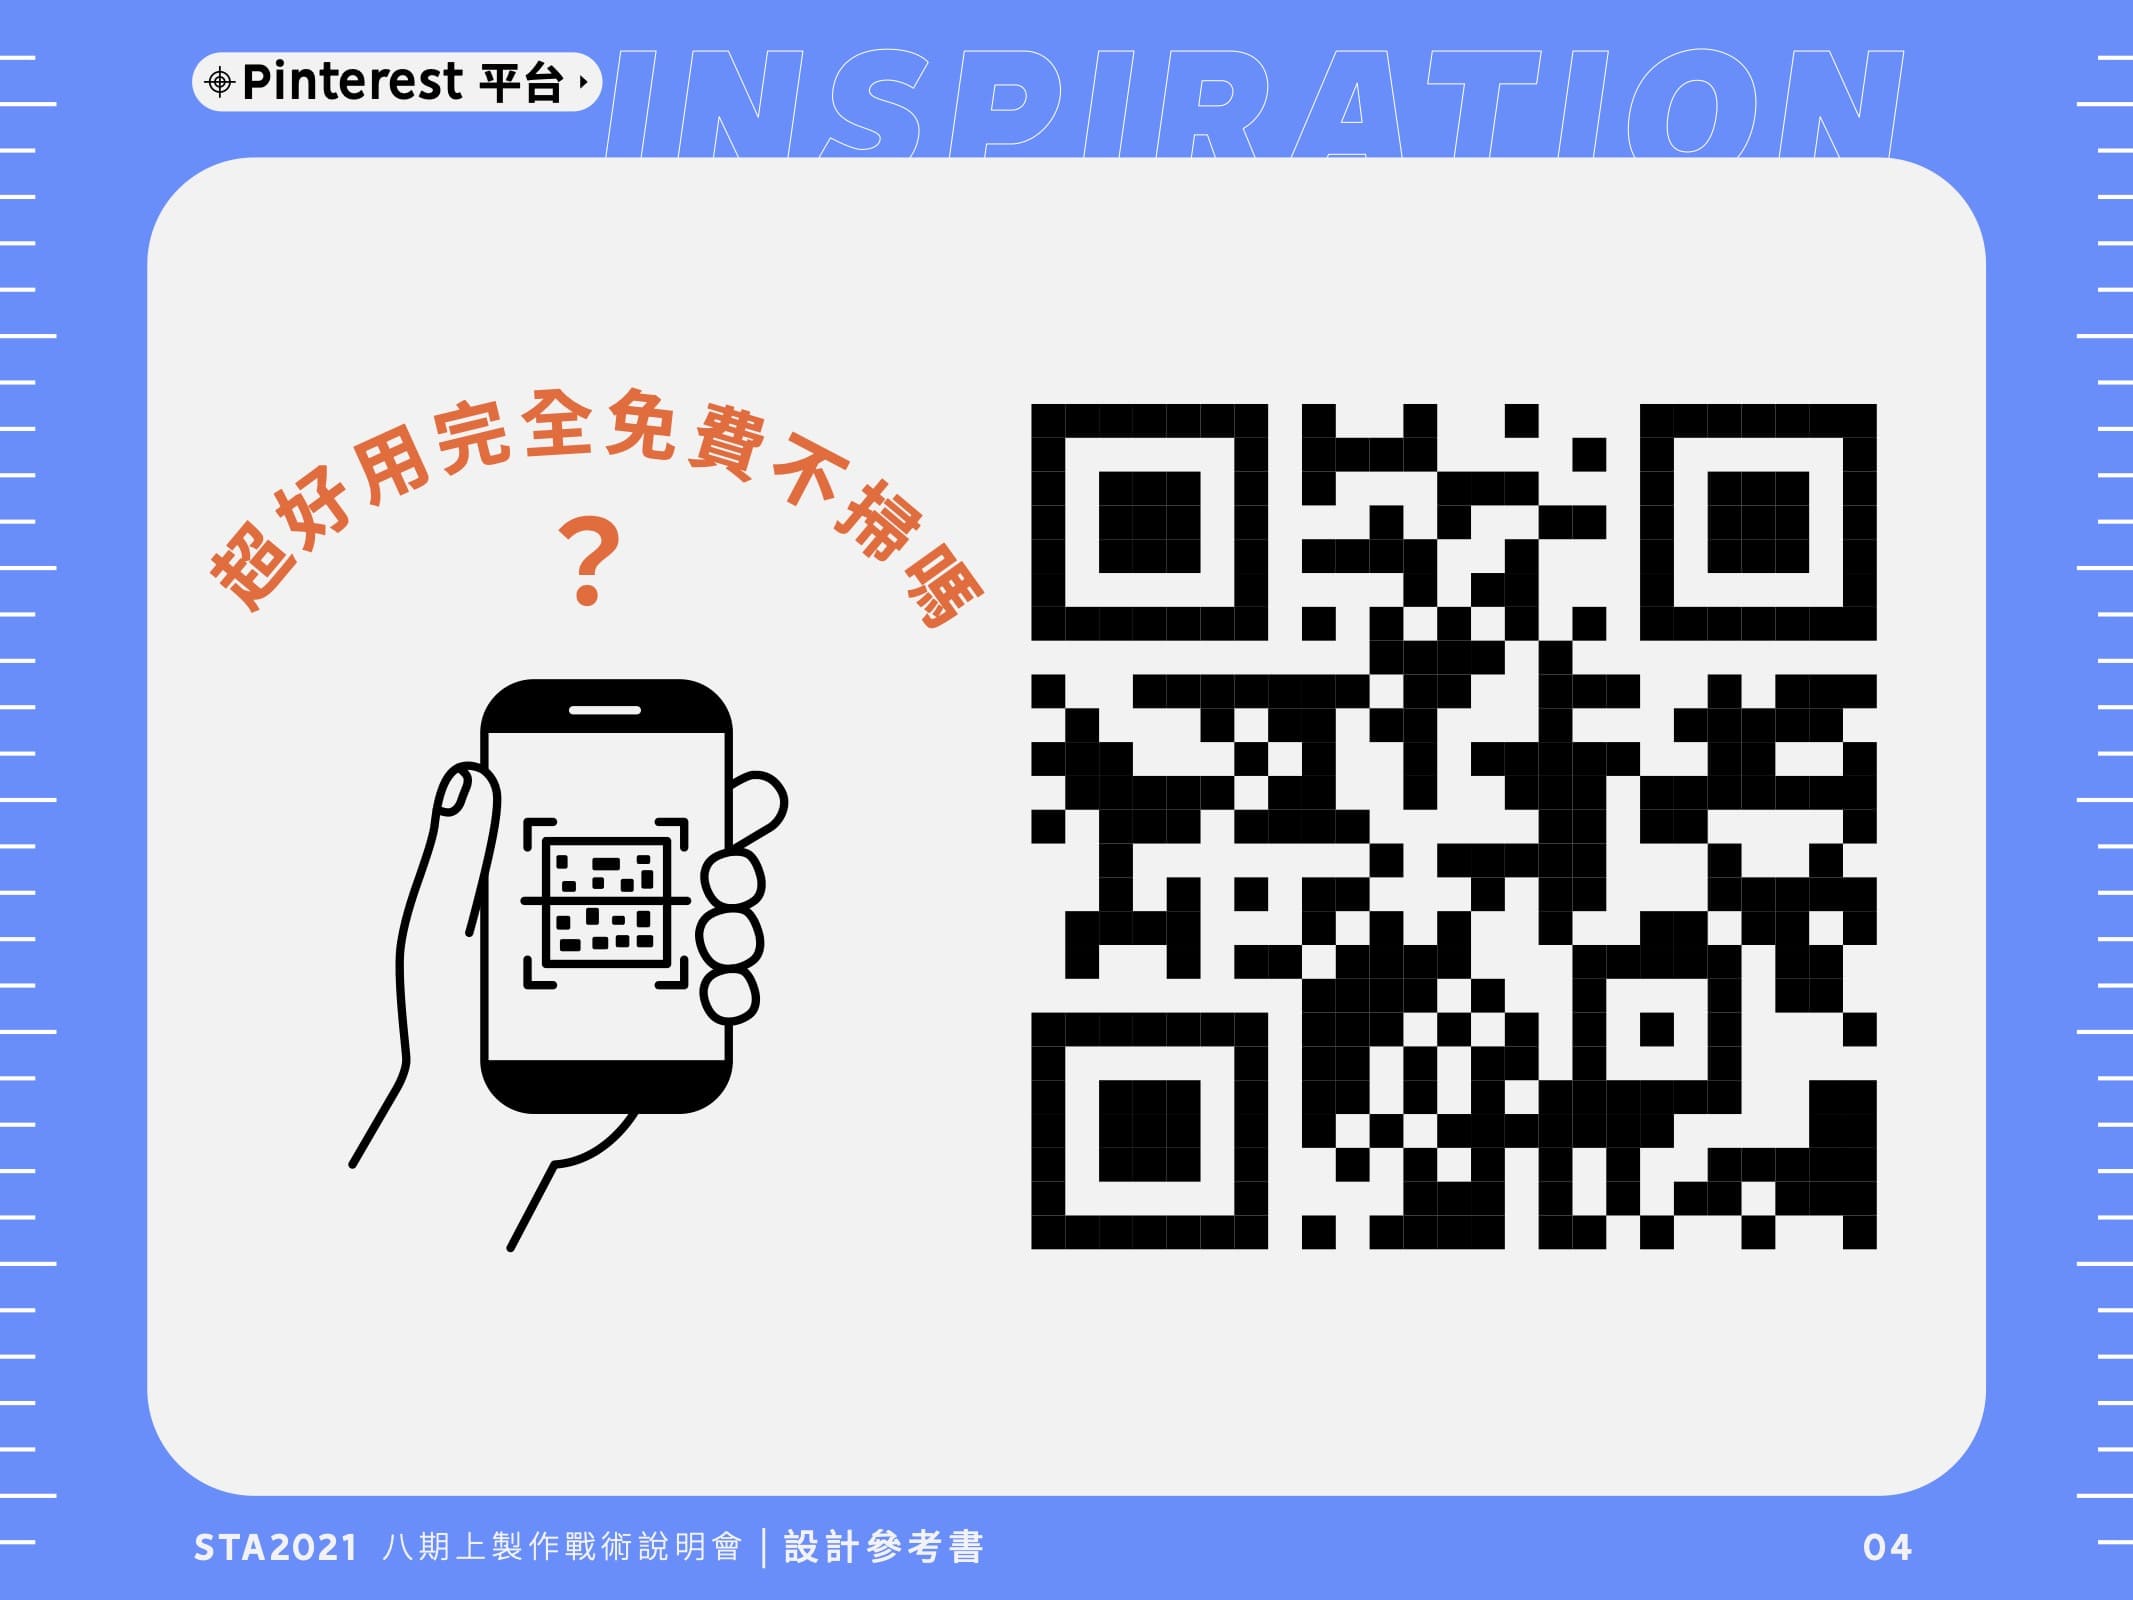 Pinterest 平台
INSPIRATION
超好用完全免費不掃嗎
?
STA2021 八期上製作戰術說明會 | 設計參考書
04